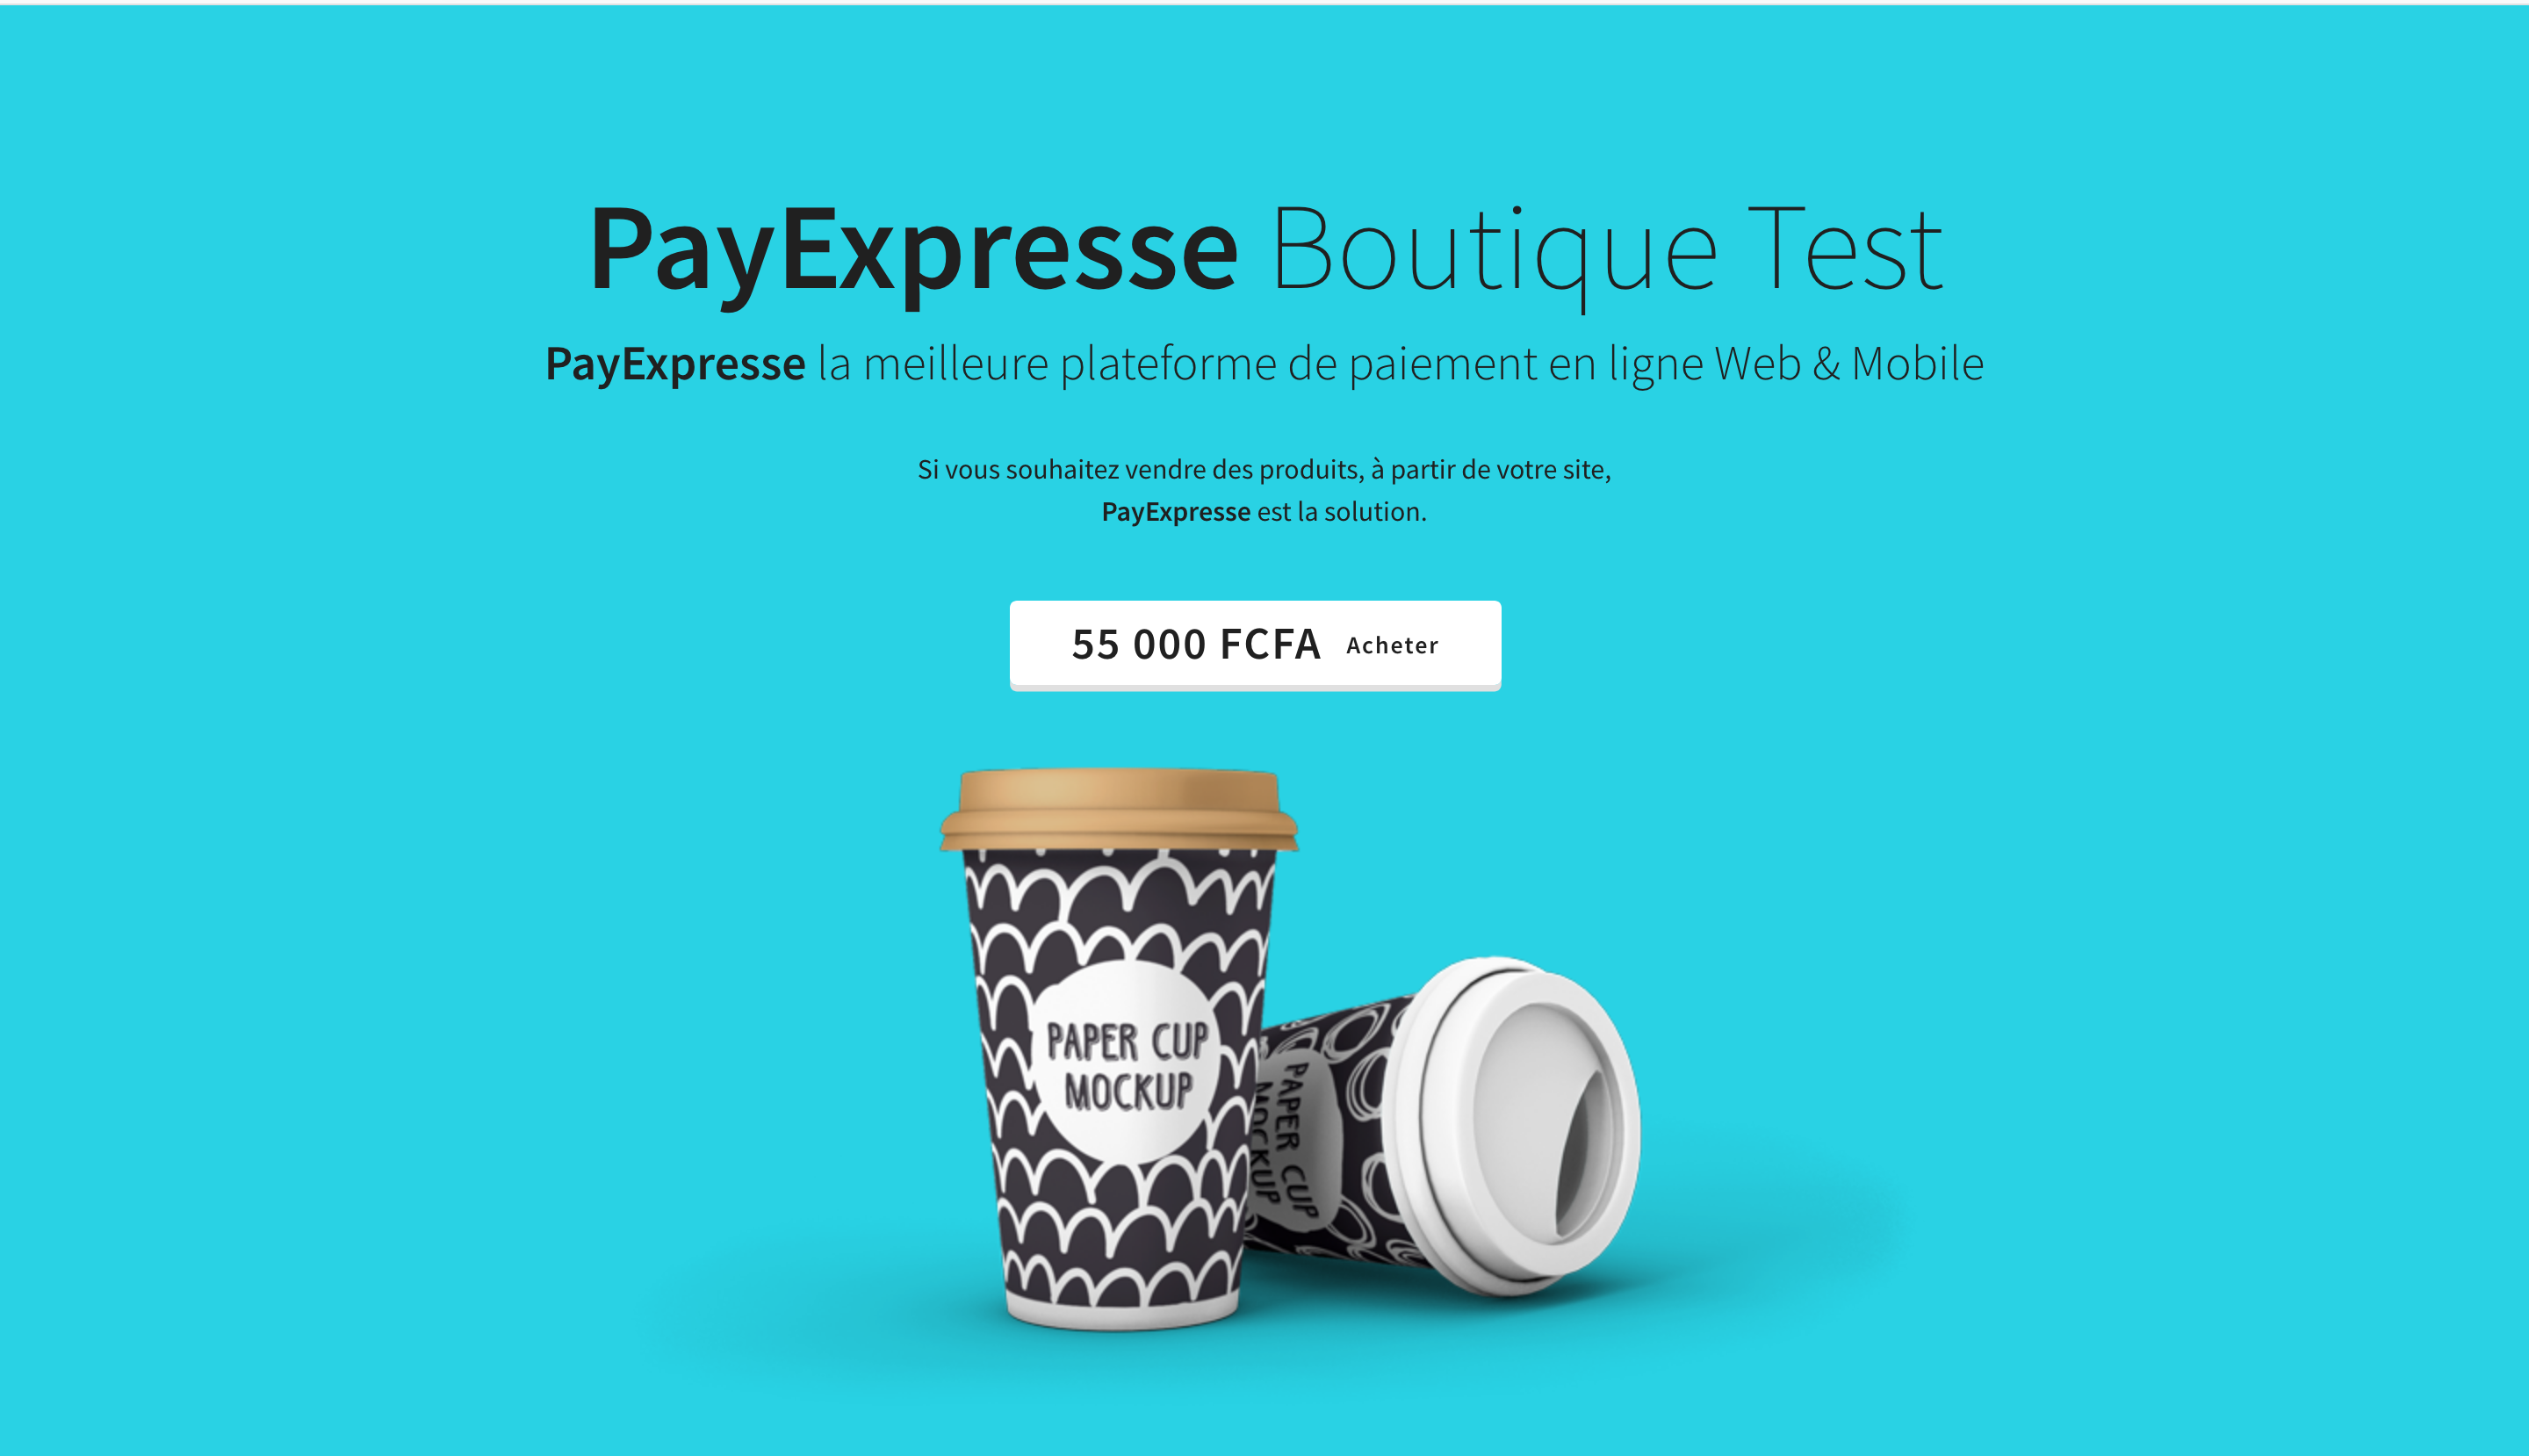 PayExpresse Boutique Test
PayExpresse la meilleure plateforme de paiement en ligne Web & Mobile
Si vous souhaitez vendre des produits, à partir de votre site,
PayExpresse est la solution.
55 000 FCFA Acheter
PAPER CUP
MOCKUP
PAPER CUP
MOCKUP